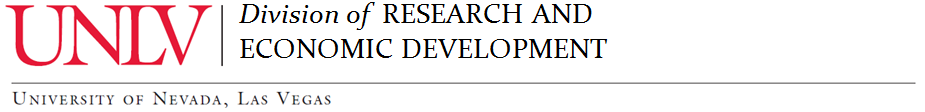 UNLV
Division of RESEARCH AND
ECONOMIC DEVELOPMENT
UNIVERSITY OF NEVADA, LAS VEGAS